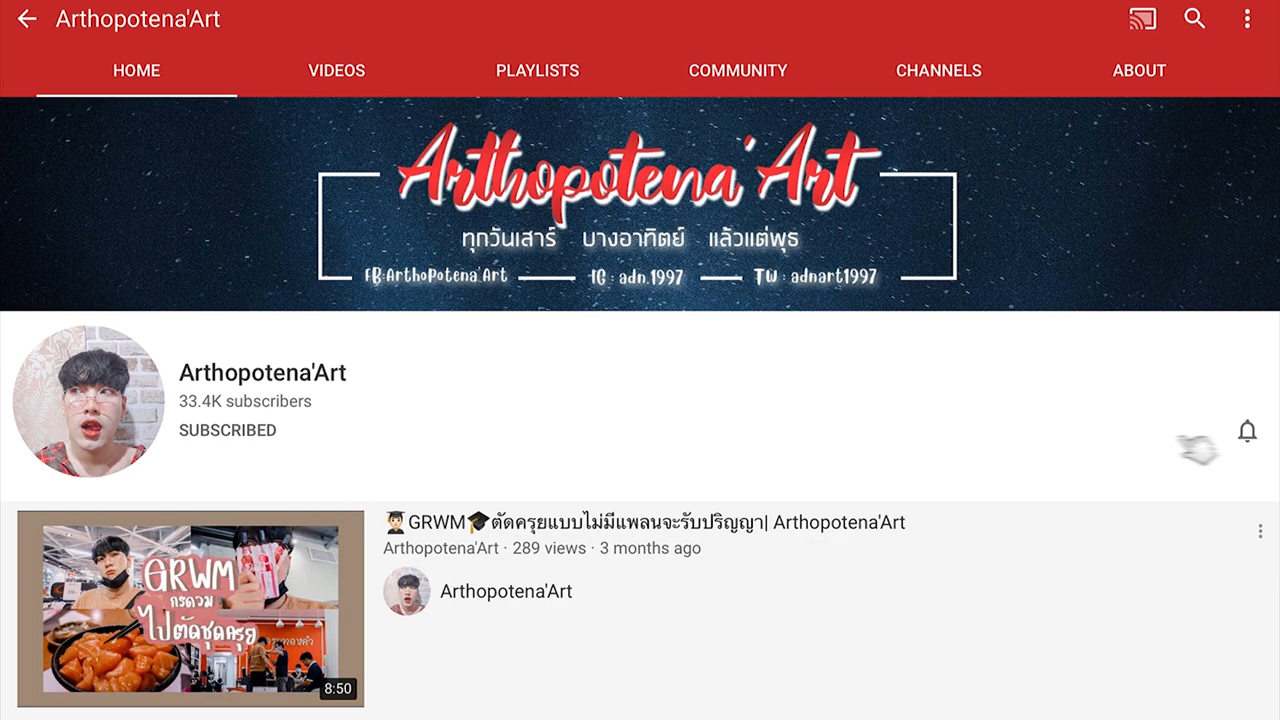 Arthopotena'Art
HOME VIDEOS PLAYLISTS COMMUNITY CHANNELS ABOUT
Arthopotena'Art
ทุกวันเสาร์ บางอาทิตย์ แล้วแต่พุธ
FB:ArthoPotena'Art IG : adn.1997 TW : adnart1997
Arthopotena'Art
33.4K subscribers
SUBSCRIBED
👨🏻‍🎓GRWM🎓ตัดครุยแบบไม่มีแพลนจะรับปริญญา| Arthopotena'Art
Arthopotena'Art · 289 views · 3 months ago
Arthopotena'Art
GRWM
กรดวม
ไปตัดชุดครุย
8:50